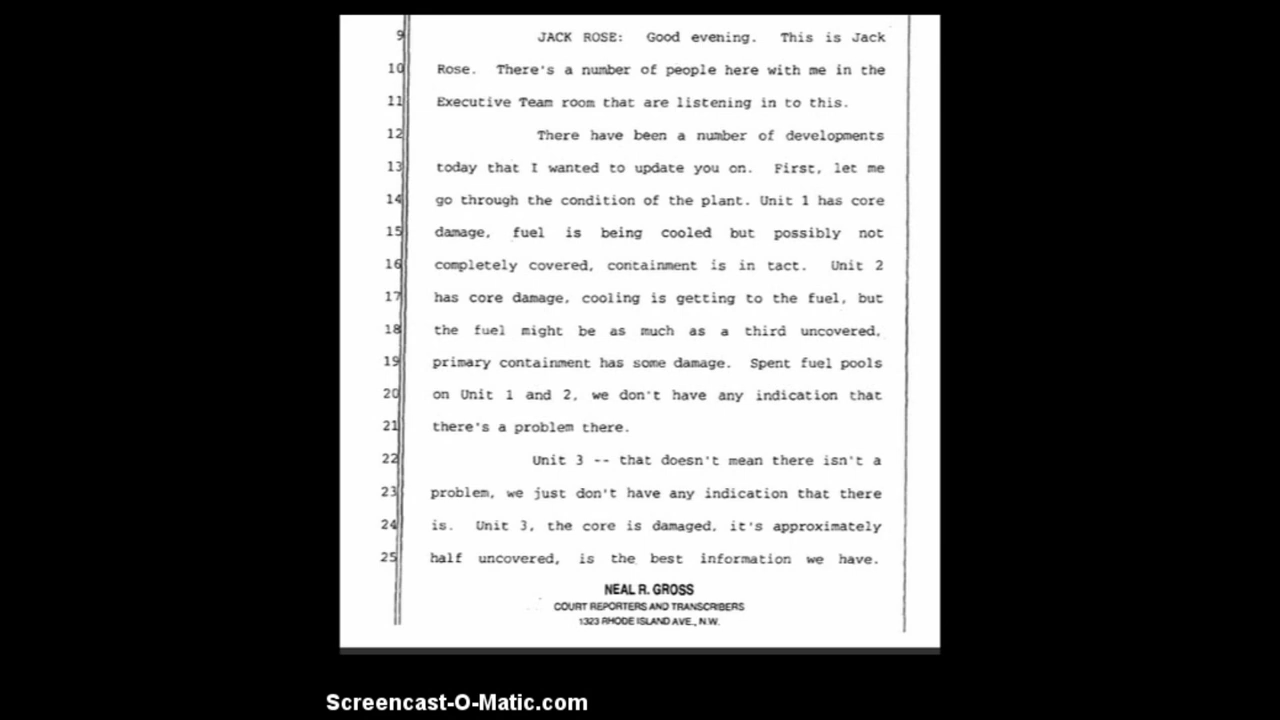 9 JACK ROSE: Good evening. This is Jack
10 Rose. There's a number of people here with me in the
11 Executive Team room that are listening in to this.
12 There have been a number of developments
13 today that I wanted to update you on. First, let me
14 go through the condition of the plant. Unit 1 has core
15 damage, fuel is being cooled but possibly not
16 completely covered, containment is in tact. Unit 2
17 has core damage, cooling is getting to the fuel, but
18 the fuel might be as much as a third uncovered,
19 primary containment has some damage. Spent fuel pools
20 on Unit 1 and 2, we don't have any indication that
21 there's a problem there.
22 Unit 3 -- that doesn't mean there isn't a
23 problem, we just don't have any indication that there
24 is. Unit 3, the core is damaged, it's approximately
25 half uncovered, is the best information we have.
NEAL R. GROSS
COURT REPORTERS AND TRANSCRIBERS
1323 RHODE ISLAND AVE., N.W.
Screencast-O-Matic.com